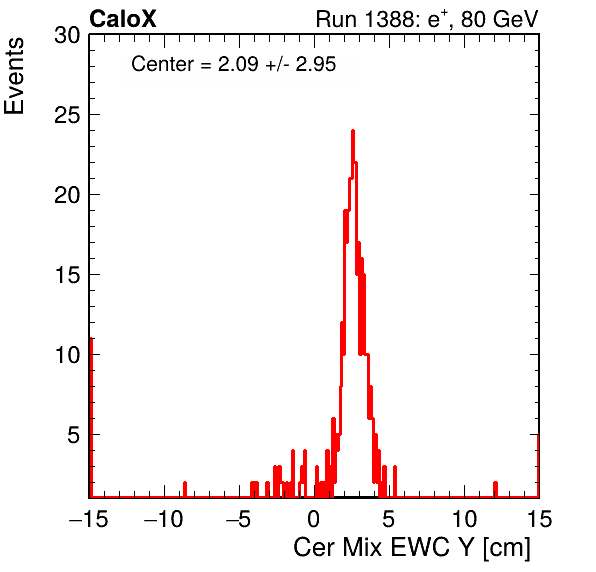 CaloX Run 1388: e⁺, 80 GeV
Events
Center = 2.09 +/- 2.95
30
25
20
15
10
5
−15 −10 −5 0 5 10 15
Cer Mix EWC Y [cm]